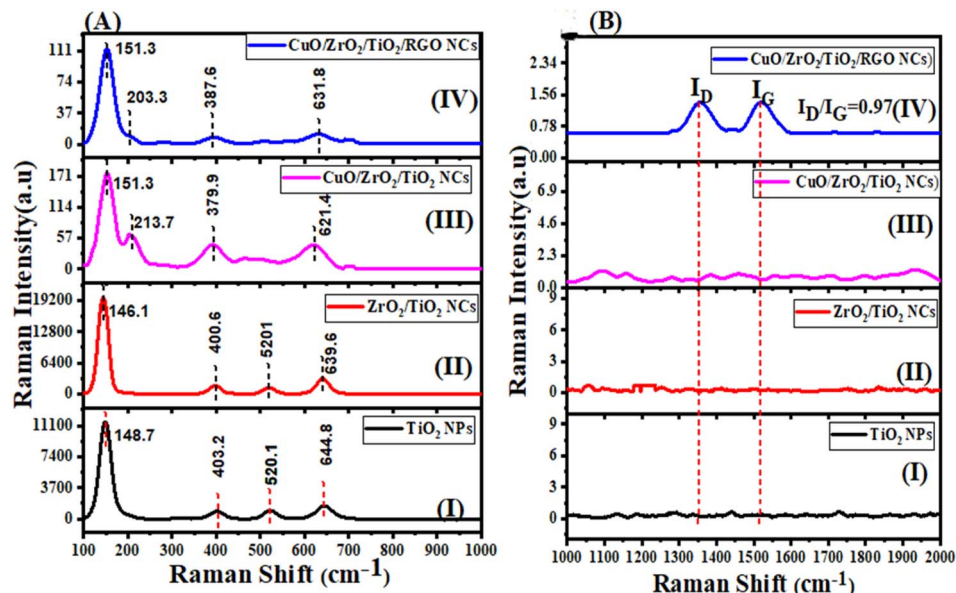 (A)
CuO/ZrO₂/TiO₂/RGO NCs
(IV)
111
74
37
0
151.3
203.3
387.6
631.8
CuO/ZrO₂/TiO₂ NCs
(III)
171
114
57
0
151.3
213.7
379.9
621.4
ZrO₂/TiO₂ NCs
(II)
19200
12800
6400
0
146.1
400.6
5201
639.6
TiO₂ NPs
(I)
11100
7400
3700
0
148.7
403.2
520.1
644.8
100 200 300 400 500 600 700 800 900 1000
Raman Shift (cm⁻¹)
Raman Intensity(a.u)
(B)
CuO/ZrO₂/TiO₂/RGO NCs)
I_D I_G
I_D/I_G=0.97(IV)
2.34
1.56
0.78
0.00
CuO/ZrO₂/TiO₂ NCs)
(III)
6.9
4.6
2.3
0.0
ZrO₂/TiO₂ NCs
(II)
9
6
3
0
TiO₂ NPs
(I)
9
6
3
0
1000 1100 1200 1300 1400 1500 1600 1700 1800 1900 2000
Raman Shift (cm⁻¹)
Raman Intensity(a.u)